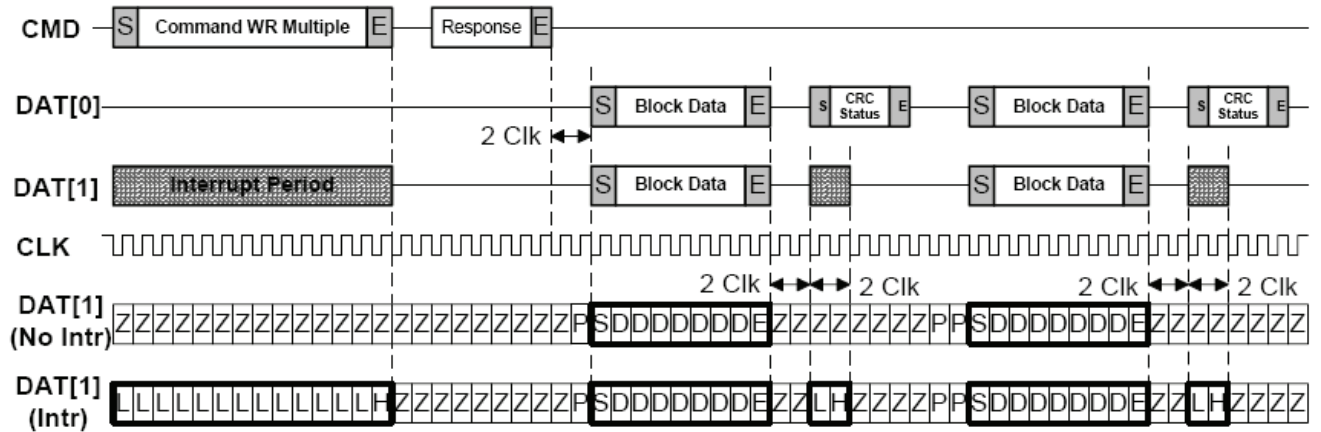 CMD S Command WR Multiple E Response E
DAT[0] S Block Data E S CRC Status E S Block Data E S CRC Status E
2 Clk
DAT[1] Interrupt Period S Block Data E S Block Data E
CLK
2 Clk 2 Clk 2 Clk 2 Clk
DAT[1] (No Intr) ZZZZZZZZZZZZZZZZZZZZZZZPSDDDDDDDEZZZZZZZZPPSDDDDDDDEZZZZZZZZ
DAT[1] (Intr) LLLLLLLLLLLLLHZZZZZZZZZPSDDDDDDDEZZLHZZZZPPSDDDDDDDEZZLHZZZZ